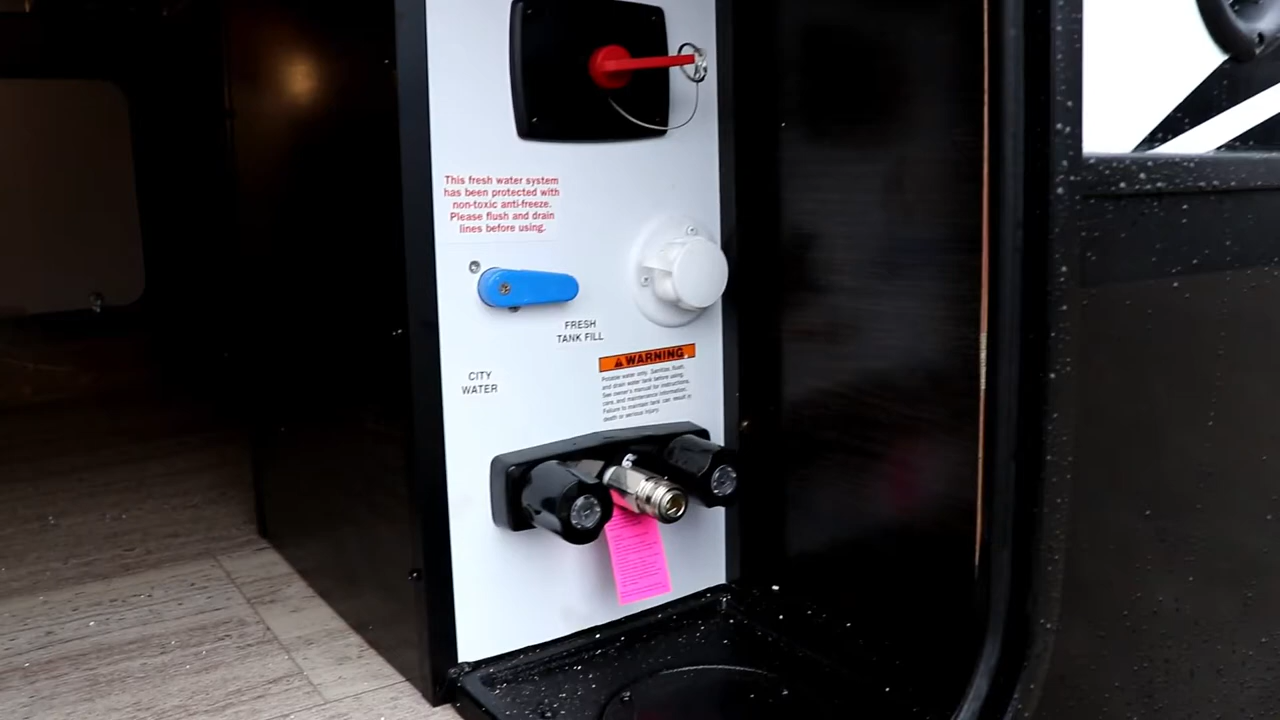 This fresh water system
has been protected with
non-toxic anti-freeze.
Please flush and drain
lines before using.
FRESH
TANK FILL
CITY
WATER
WARNING
Potable water only. Sanitize, flush,
and drain water tank before using.
See owner's manual for instructions,
care, and maintenance information.
Failure to maintain tank can result in
death or serious injury.